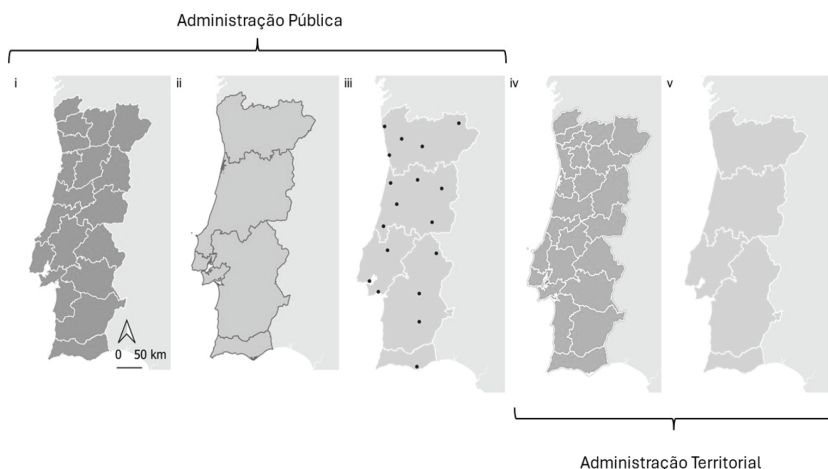 Administração Pública
i
ii
iii
iv
v
0 50 km
Administração Territorial